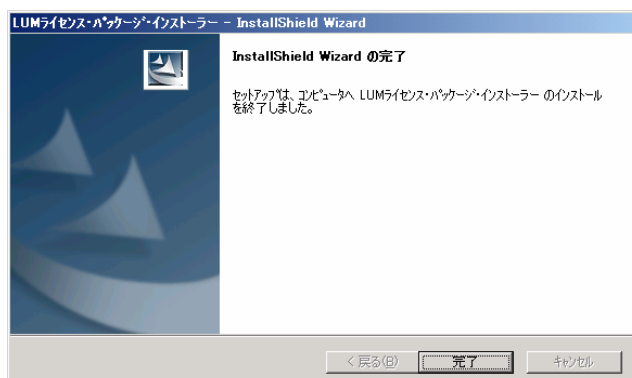 LUMライセンス・パッケージ・インストーラー - InstallShield Wizard
InstallShield Wizard の完了
セットアップは、コンピュータへ LUMライセンス・パッケージ・インストーラー のインストール
を終了しました。
< 戻る(B)
完了
キャンセル